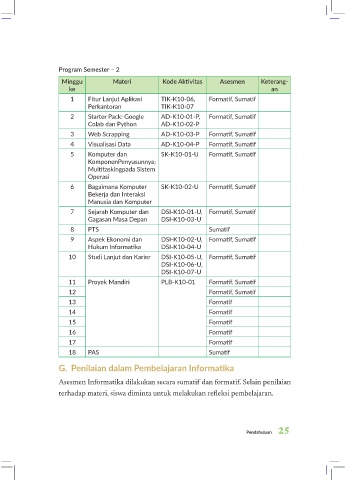 Program Semester – 2
Minggu ke Materi Kode Aktivitas Asesmen Keterang-an
1 Fitur Lanjut Aplikasi Perkantoran TIK-K10-06, TIK-K10-07 Formatif, Sumatif
2 Starter Pack: Google Colab dan Python AD-K10-01-P, AD-K10-02-P Formatif, Sumatif
3 Web Scrapping AD-K10-03-P Formatif, Sumatif
4 Visualisasi Data AD-K10-04-P Formatif, Sumatif
5 Komputer dan KomponenPenyusunnya; Multitaskingpada Sistem Operasi SK-K10-01-U Formatif, Sumatif
6 Bagaimana Komputer Bekerja dan Interaksi Manusia dan Komputer SK-K10-02-U Formatif, Sumatif
7 Sejarah Komputer dan Gagasan Masa Depan DSI-K10-01-U, DSI-K10-03-U Formatif, Sumatif
8 PTS Sumatif
9 Aspek Ekonomi dan Hukum Informatika DSI-K10-02-U, DSI-K10-04-U Formatif, Sumatif
10 Studi Lanjut dan Karier DSI-K10-05-U, DSI-K10-06-U, DSI-K10-07-U Formatif, Sumatif
11 Proyek Mandiri PLB-K10-01 Formatif, Sumatif
12 Formatif, Sumatif
13 Formatif
14 Formatif
15 Formatif
16 Formatif
17 Formatif
18 PAS Sumatif
G. Penilaian dalam Pembelajaran Informatika
Asesmen Informatika dilakukan secara sumatif dan formatif. Selain penilaian
terhadap materi, siswa diminta untuk melakukan refleksi pembelajaran.
Pendahuluan 25